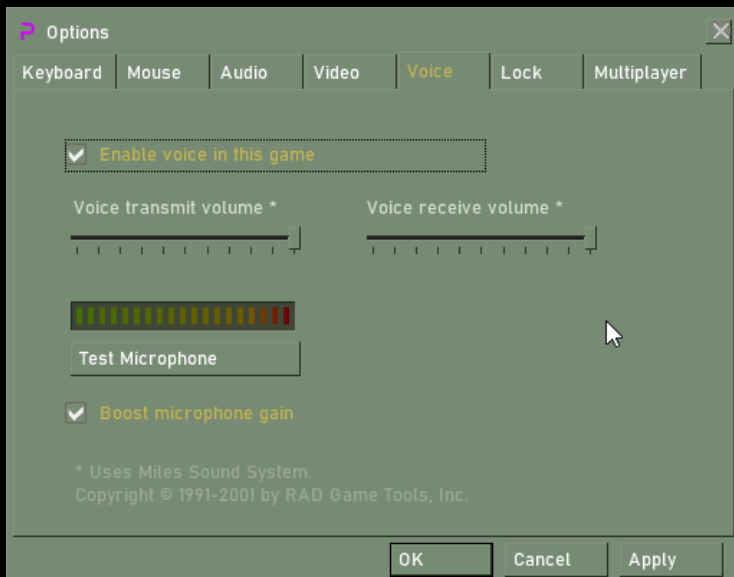 Options
Keyboard Mouse Audio Video Voice Lock Multiplayer
Enable voice in this game
Voice transmit volume * Voice receive volume *
Test Microphone
Boost microphone gain
* Uses Miles Sound System.
Copyright © 1991-2001 by RAD Game Tools, Inc.
OK Cancel Apply